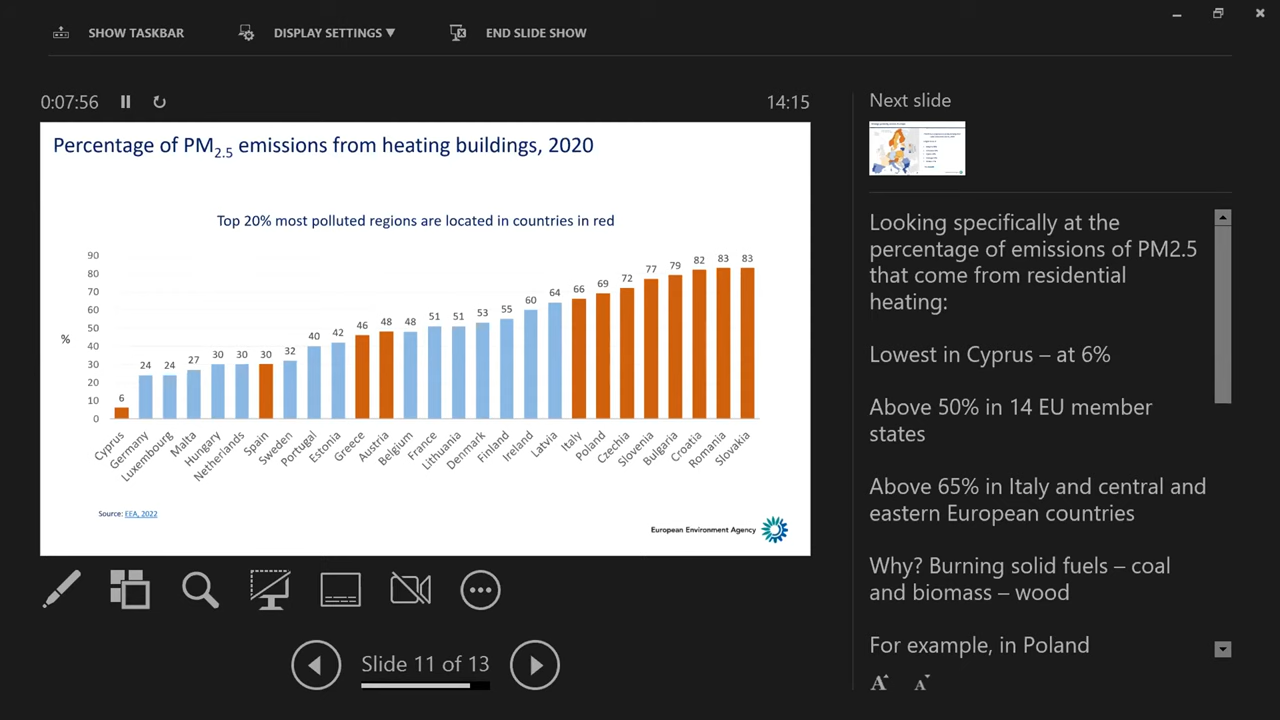 SHOW TASKBAR
DISPLAY SETTINGS ▼
END SLIDE SHOW
0:07:56
14:15
Percentage of PM2.5 emissions from heating buildings, 2020
Top 20% most polluted regions are located in countries in red
%
90
80
70
60
50
40
30
20
10
0
6
24
24
27
30
30
30
32
40
42
46
48
48
51
51
53
55
60
64
66
69
72
77
79
82
83
83
Cyprus
Germany
Luxembourg
Malta
Hungary
Netherlands
Spain
Sweden
Portugal
Estonia
Greece
Austria
Belgium
France
Lithuania
Denmark
Finland
Ireland
Latvia
Italy
Poland
Czechia
Slovenia
Bulgaria
Croatia
Romania
Slovakia
Source: EEA, 2022
European Environment Agency
Slide 11 of 13
Next slide
Looking specifically at the
percentage of emissions of PM2.5
that come from residential
heating:
Lowest in Cyprus – at 6%
Above 50% in 14 EU member
states
Above 65% in Italy and central and
eastern European countries
Why? Burning solid fuels – coal
and biomass – wood
For example, in Poland
A A